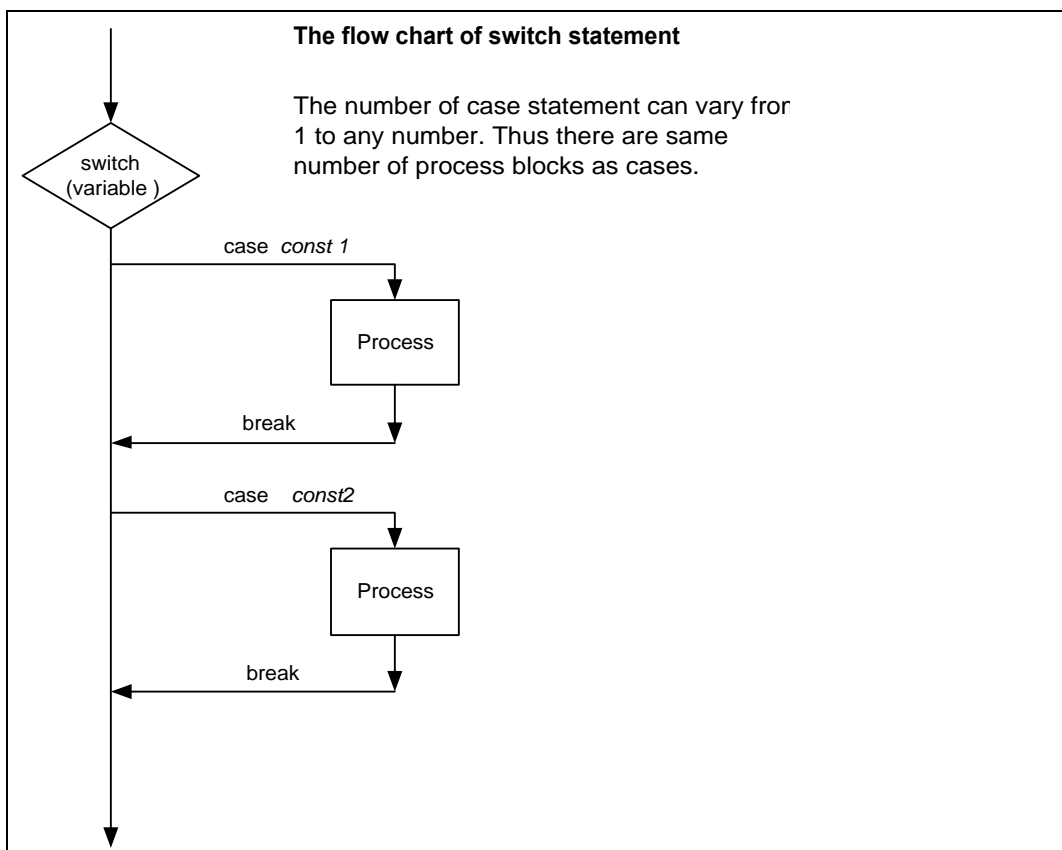 The flow chart of switch statement
The number of case statement can vary fror
1 to any number. Thus there are same
number of process blocks as cases.
switch
(variable )
case const 1
Process
break
case const2
Process
break